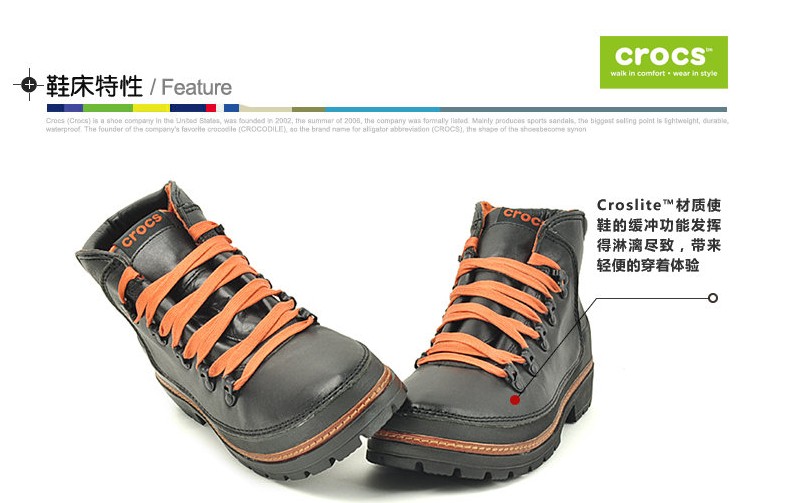 crocs™
walk in comfort • wear in style
鞋床特性 / Feature
Crocs (Crocs) is a shoe company in the United States, was founded in 2002, the summer of 2006, the company was formally listed. Mainly produces sports sandals, the biggest selling point is lightweight, durable,
waterproof. The founder of the company's favorite crocodile (CROCODILE), so the brand name for alligator abbreviation (CROCS), the shape of the shoesbecome synon
Croslite™材质使
鞋的缓冲功能发挥
得淋漓尽致，带来
轻便的穿着体验
crocs
crocs